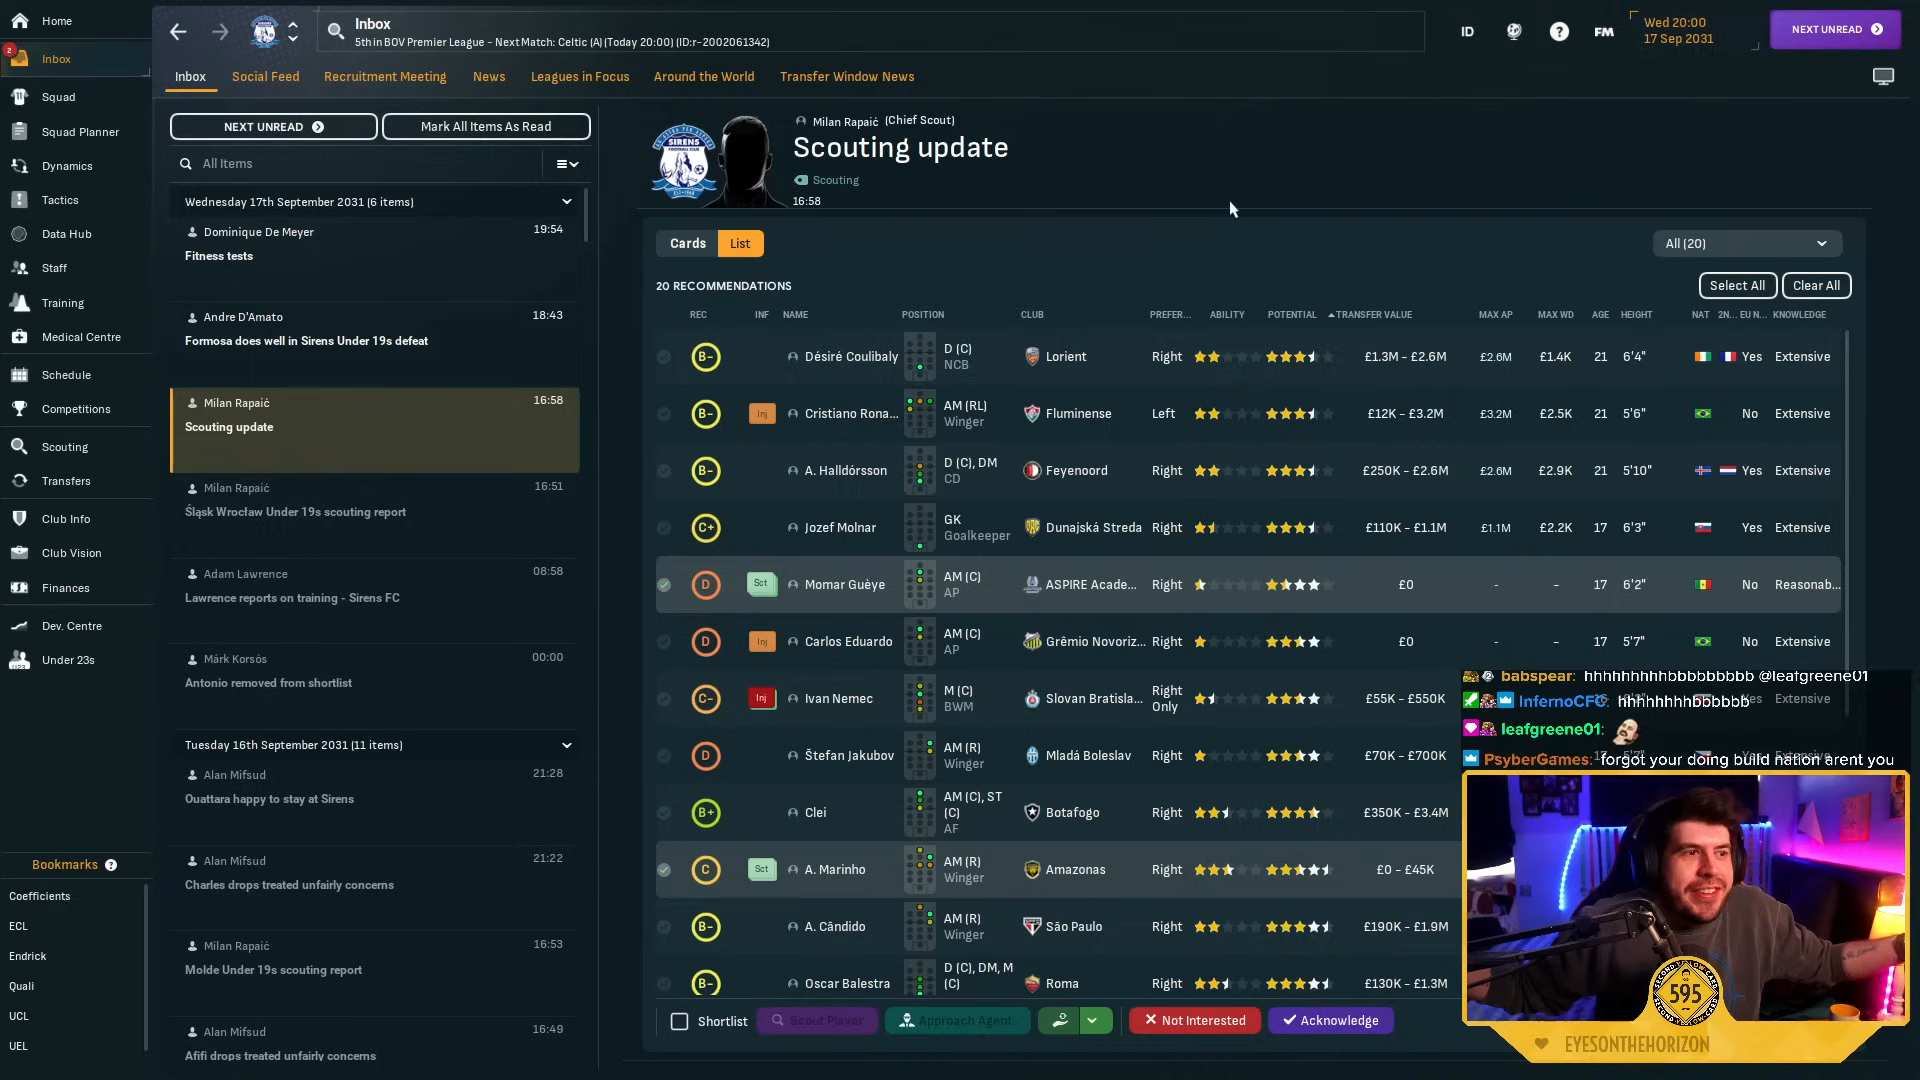 Home
2
Inbox
Squad
Squad Planner
Dynamics
Tactics
Data Hub
Staff
Training
Medical Centre
Schedule
Competitions
Scouting
Transfers
Club Info
Club Vision
Finances
Dev. Centre
Under 23s
Bookmarks
Coefficients
ECL
Endrick
Quali
UCL
UEL
Inbox
5th in BOV Premier League - Next Match: Celtic (A) (Today 20:00) (ID:r-2002061342)
ID
FM
Wed 20:00
17 Sep 2031
NEXT UNREAD
Inbox Social Feed Recruitment Meeting News Leagues in Focus Around the World Transfer Window News
NEXT UNREAD
Mark All Items As Read
All Items
Wednesday 17th September 2031 (6 items)
Dominique De Meyer 19:54
Fitness tests
Andre D'Amato 18:43
Formosa does well in Sirens Under 19s defeat
Milan Rapaić 16:58
Scouting update
Milan Rapaić 16:51
Śląsk Wrocław Under 19s scouting report
Adam Lawrence 08:58
Lawrence reports on training - Sirens FC
Márk Korsós 00:00
Antonio removed from shortlist
Tuesday 16th September 2031 (11 items)
Alan Mifsud 21:28
Ouattara happy to stay at Sirens
Alan Mifsud 21:22
Charles drops treated unfairly concerns
Milan Rapaić 16:53
Molde Under 19s scouting report
Alan Mifsud 16:49
Afifi drops treated unfairly concerns
SIRENS
Milan Rapaić (Chief Scout)
Scouting update
Scouting
16:58
Cards List
All (20)
20 RECOMMENDATIONS
Select All
Clear All
REC INF NAME POSITION CLUB PREFER... ABILITY POTENTIAL TRANSFER VALUE MAX AP MAX WD AGE HEIGHT NAT 2N... EU N... KNOWLEDGE
B- Désiré Coulibaly D (C) NCB Lorient Right £1.3M - £2.6M £2.6M £1.4K 21 6'4" Yes Extensive
B- Inj Cristiano Rona... AM (RL) Winger Fluminense Left £12K - £3.2M £3.2M £2.5K 21 5'6" No Extensive
B- A. Halldórsson D (C), DM CD Feyenoord Right £250K - £2.6M £2.6M £2.9K 21 5'10" Yes Extensive
C+ Jozef Molnar GK Goalkeeper Dunajská Streda Right £110K - £1.1M £1.1M £2.2K 17 6'3" Yes Extensive
D Sct Momar Guèye AM (C) AP ASPIRE Acade... Right £0 - - 17 6'2" No Reasonab...
D Inj Carlos Eduardo AM (C) AP Grêmio Novoriz... Right £0 - - 17 5'7" No Extensive
C- Inj Ivan Nemec M (C) BWM Slovan Bratisla... Right Only £55K - £550K
D Štefan Jakubov AM (R) Winger Mladá Boleslav Right £70K - £700K
B+ Clei AM (C), ST (C) AF Botafogo Right £350K - £3.4M
C Sct A. Marinho AM (R) Winger Amazonas Right £0 - £45K
B- A. Cândido AM (R) Winger São Paulo Right £190K - £1.9M
B- Oscar Balestra D (C), DM, M (C) Roma Right £130K - £1.3M
Shortlist
Scout Player
Approach Agent
Not Interested
Acknowledge
babspear: hhhhhhhhbbbbbbbbb @leafgreene01
InfernoCFC: hhhhhhhhbbbbbb
leafgreene01:
PsyberGames: forgot your doing build nation arent you
595
EYESONTHEHORIZON